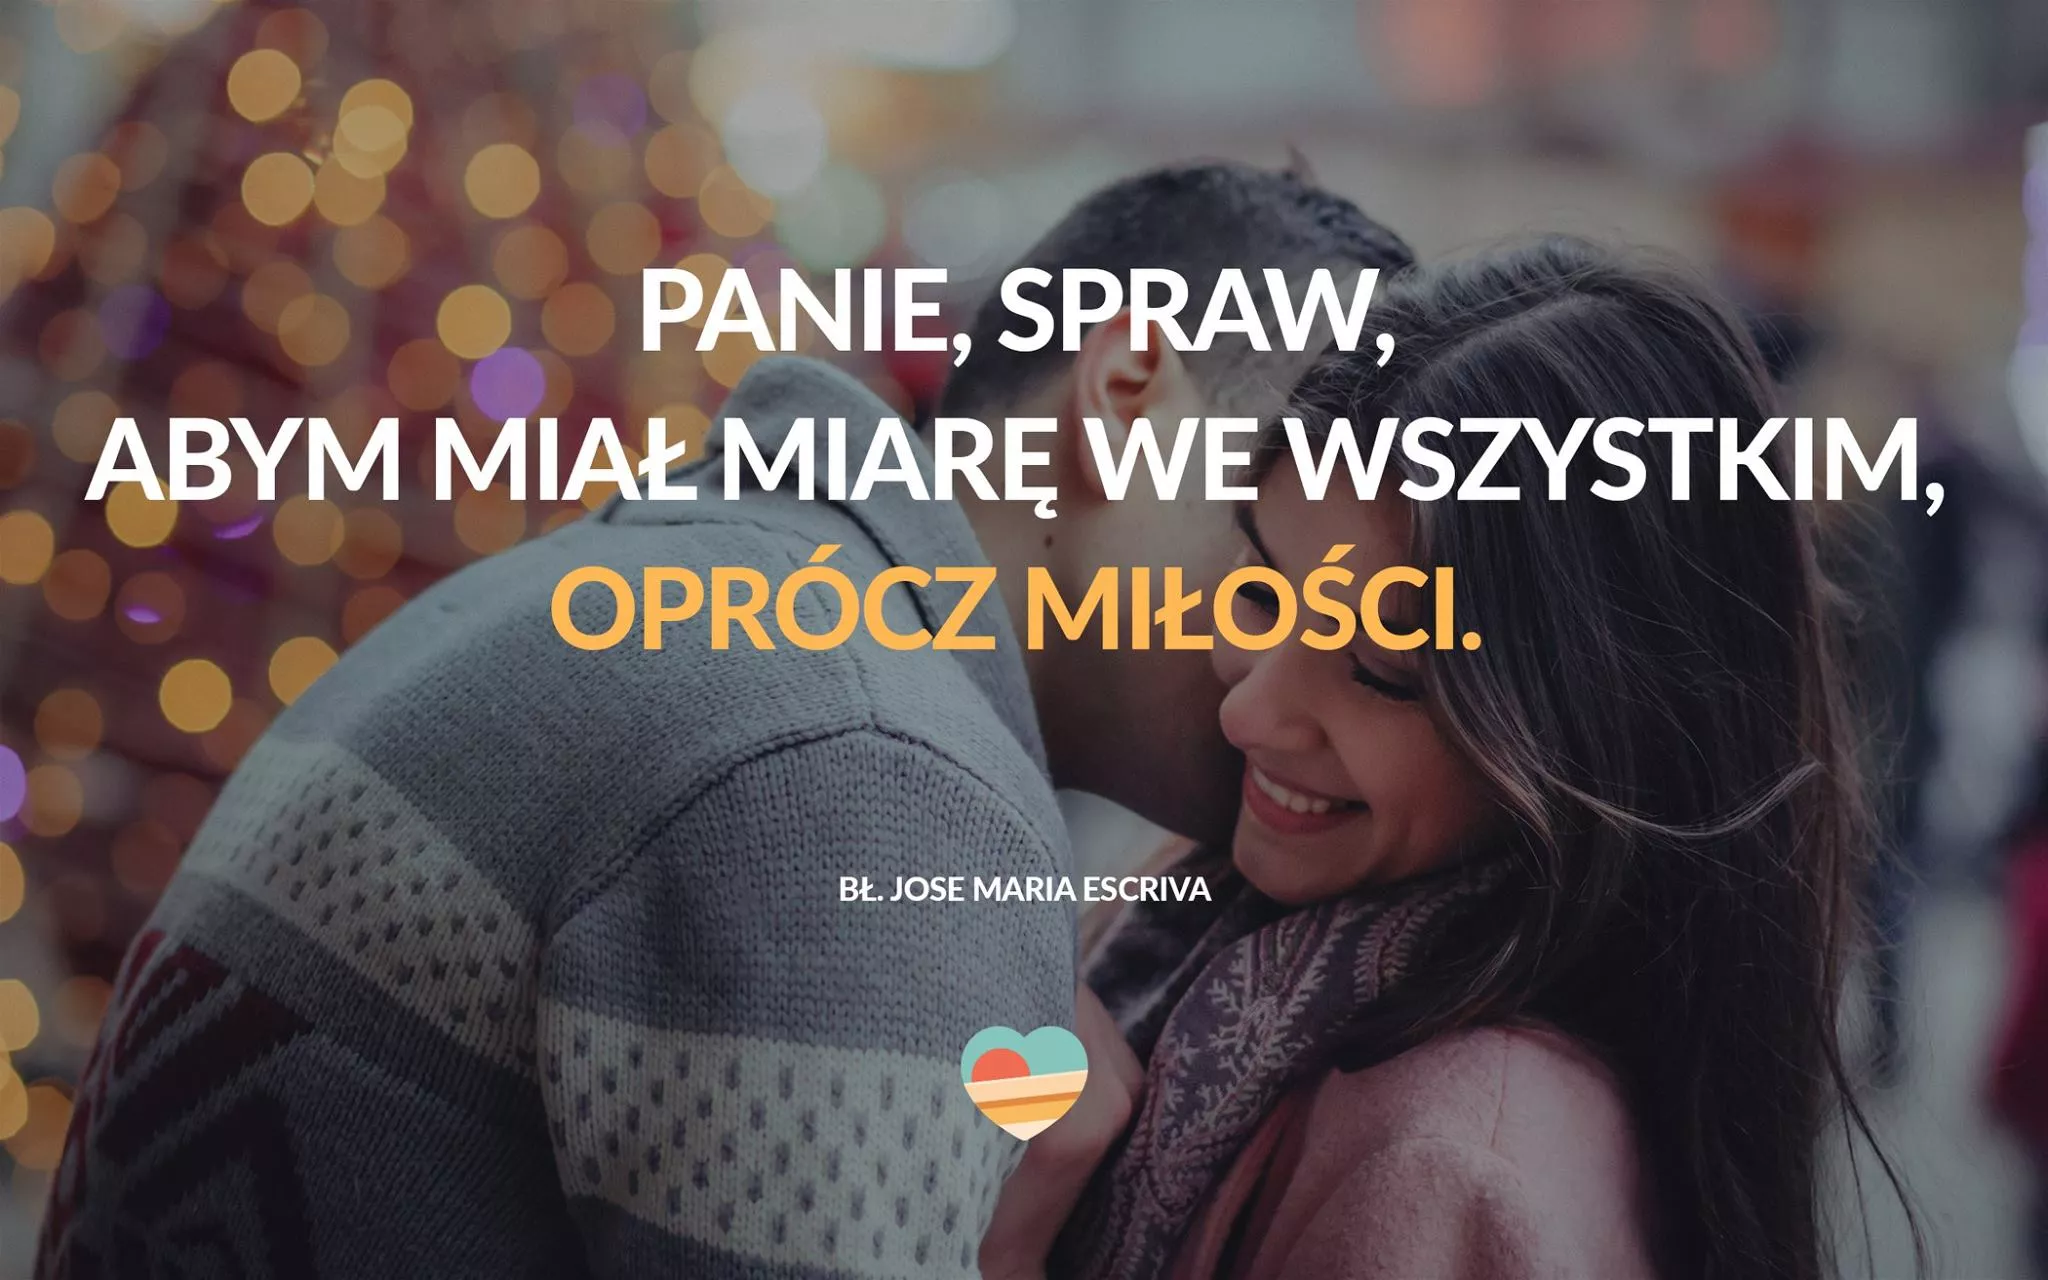 PANIE, SPRAW,
ABYM MIAŁ MIARĘ WE WSZYSTKIM,
OPRÓCZ MIŁOŚCI.
BŁ. JOSE MARIA ESCRIVA